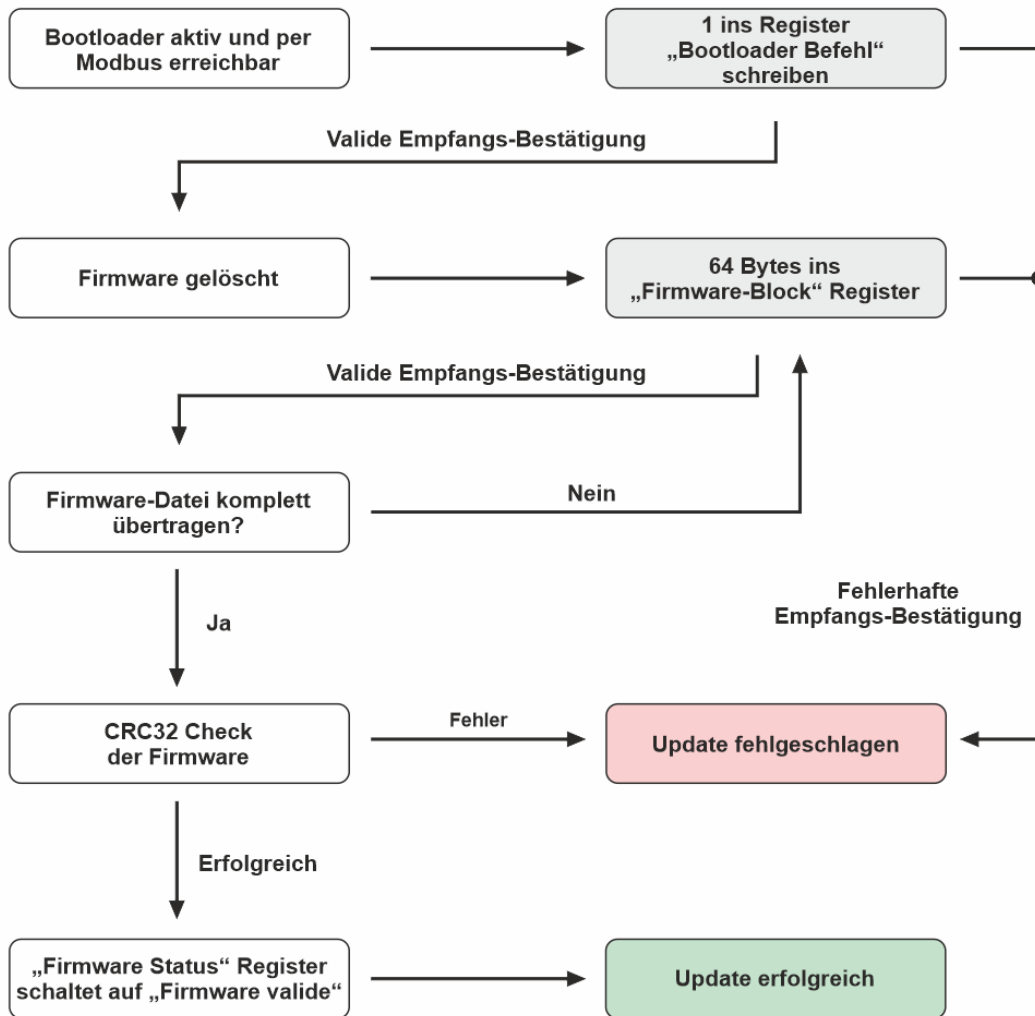 Bootloader aktiv und per
Modbus erreichbar
1 ins Register
„Bootloader Befehl“
schreiben
Valide Empfangs-Bestätigung
Firmware gelöscht
64 Bytes ins
„Firmware-Block“ Register
Valide Empfangs-Bestätigung
Firmware-Datei komplett
übertragen?
Nein
Ja
Fehlerhafte
Empfangs-Bestätigung
CRC32 Check
der Firmware
Fehler
Update fehlgeschlagen
Erfolgreich
„Firmware Status“ Register
schaltet auf „Firmware valide“
Update erfolgreich